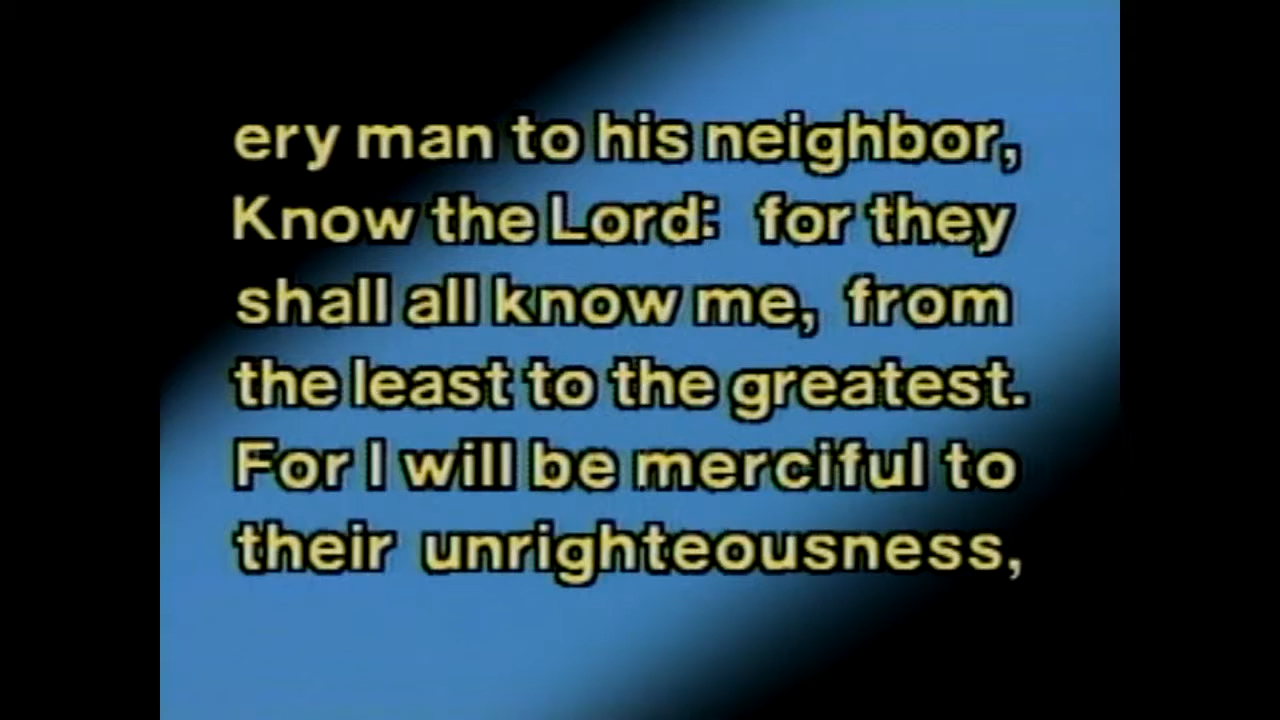 ery man to his neighbor,
Know the Lord: for they
shall all know me, from
the least to the greatest.
For I will be merciful to
their unrighteousness,